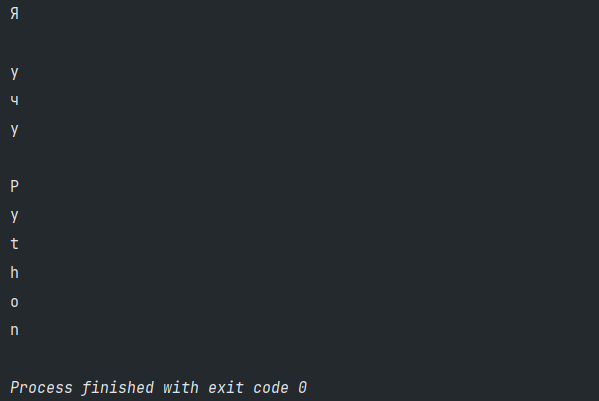 Я
у
ч
у
P
y
t
h
o
n
Process finished with exit code 0